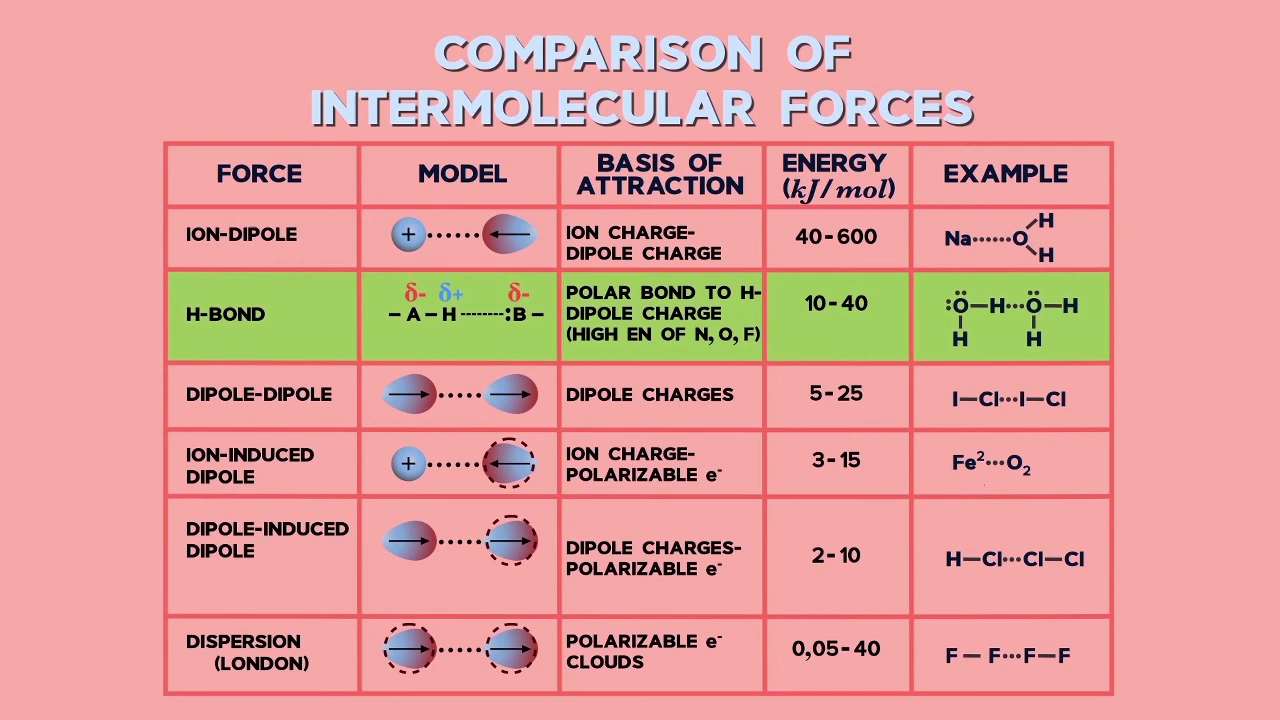 COMPARISON OF
INTERMOLECULAR FORCES
FORCE
MODEL
BASIS OF
ATTRACTION
ENERGY
(kJ/mol)
EXAMPLE
ION-DIPOLE
+
ION CHARGE-
DIPOLE CHARGE
40-600
Na·······O
H
H
H-BOND
δ- δ+ δ-
– A – H --------:B –
POLAR BOND TO H-
DIPOLE CHARGE
(HIGH EN OF N, O, F)
10-40
:Ö—H···Ö—H
H H
DIPOLE-DIPOLE
DIPOLE CHARGES
5-25
I—Cl···I—Cl
ION-INDUCED
DIPOLE
+
ION CHARGE-
POLARIZABLE e⁻
3-15
Fe²···O₂
DIPOLE-INDUCED
DIPOLE
DIPOLE CHARGES-
POLARIZABLE e⁻
2-10
H—Cl···Cl—Cl
DISPERSION
(LONDON)
POLARIZABLE e⁻
CLOUDS
0,05-40
F — F···F—F